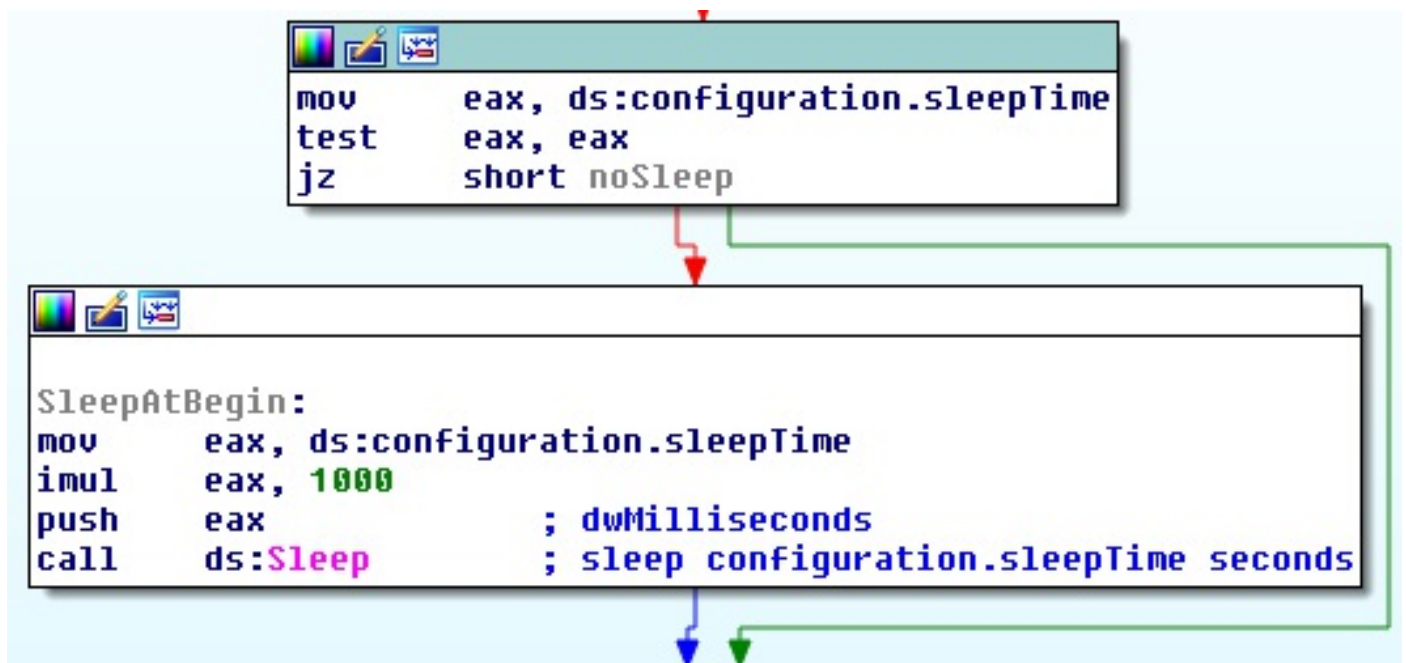 mov eax, ds:configuration.sleepTime
test eax, eax
jz short noSleep
SleepAtBegin:
mov eax, ds:configuration.sleepTime
imul eax, 1000
push eax ; dwMilliseconds
call ds:Sleep ; sleep configuration.sleepTime seconds